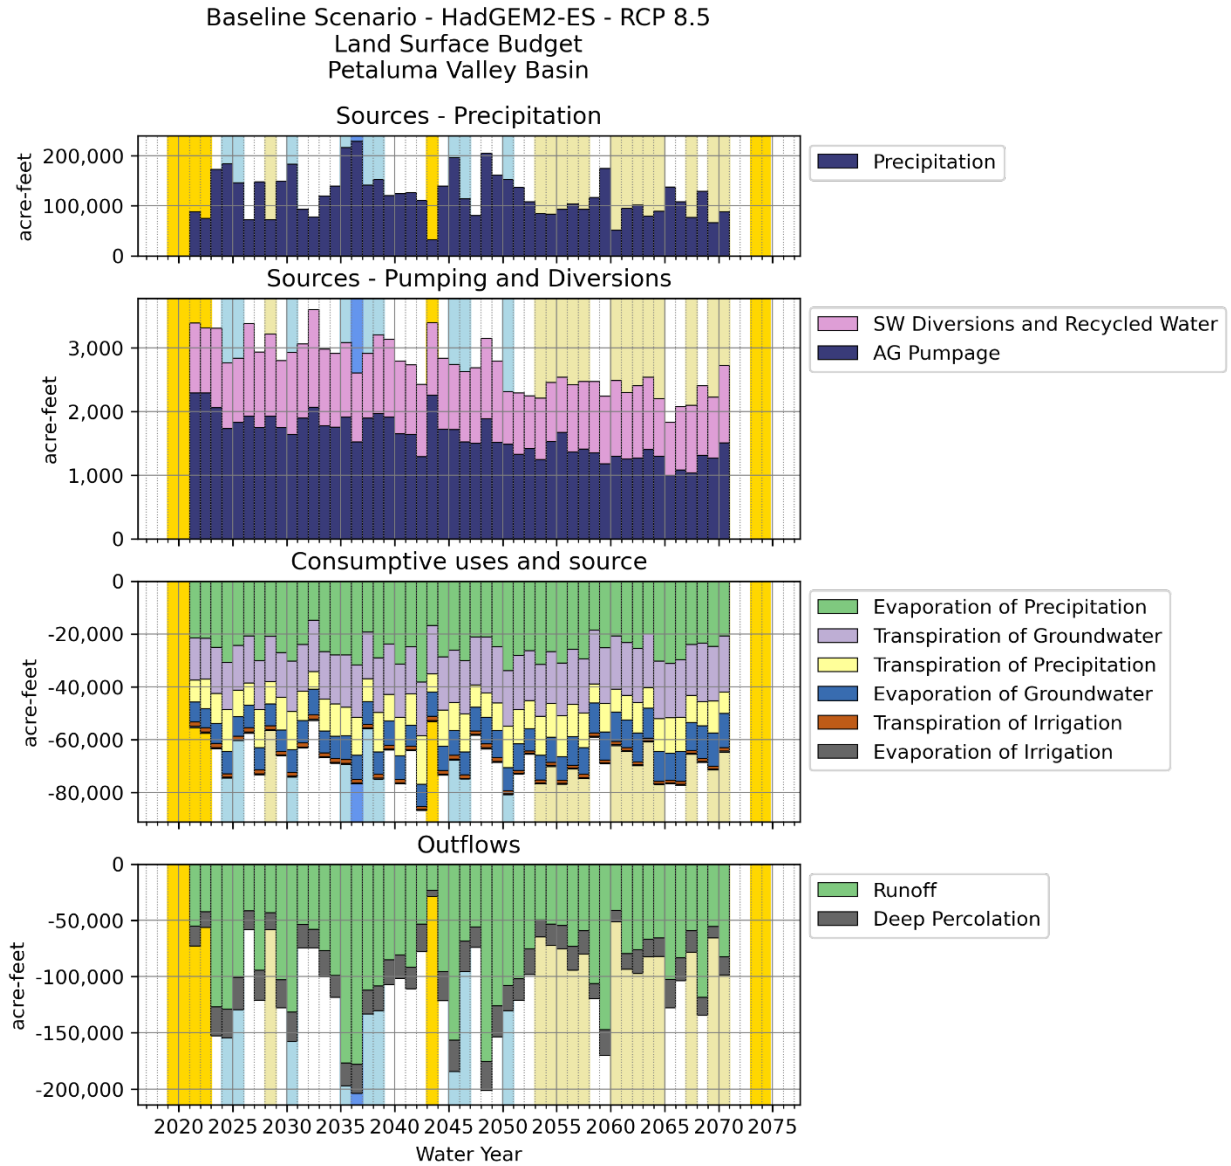 Baseline Scenario - HadGEM2-ES - RCP 8.5
Land Surface Budget
Petaluma Valley Basin
Sources - Precipitation
acre-feet
200,000
100,000
0
Precipitation
Sources - Pumping and Diversions
acre-feet
3,000
2,000
1,000
0
SW Diversions and Recycled Water
AG Pumpage
Consumptive uses and source
acre-feet
0
-20,000
-40,000
-60,000
-80,000
Evaporation of Precipitation
Transpiration of Groundwater
Transpiration of Precipitation
Evaporation of Groundwater
Transpiration of Irrigation
Evaporation of Irrigation
Outflows
acre-feet
0
-50,000
-100,000
-150,000
-200,000
Runoff
Deep Percolation
2020 2025 2030 2035 2040 2045 2050 2055 2060 2065 2070 2075
Water Year